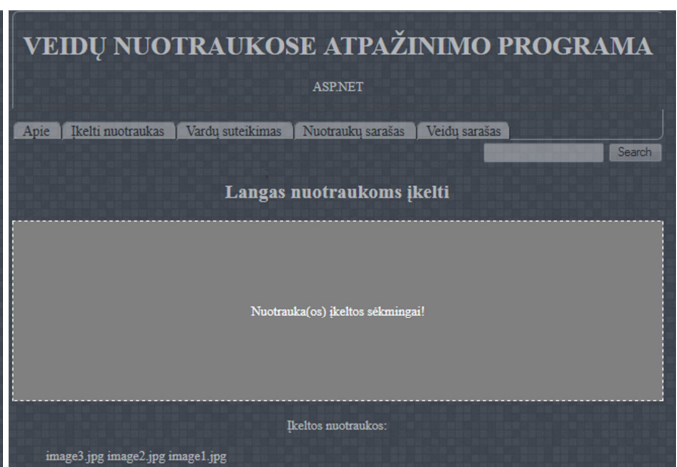 VEIDŲ NUOTRAUKOSE ATPAŽINIMO PROGRAMA
ASP.NET
Apie Įkelti nuotraukas Vardų suteikimas Nuotraukų sarašas Veidų sarašas
Search
Langas nuotraukoms įkelti
Nuotrauka(os) įkeltos sėkmingai!
Įkeltos nuotraukos:
image3.jpg image2.jpg image1.jpg